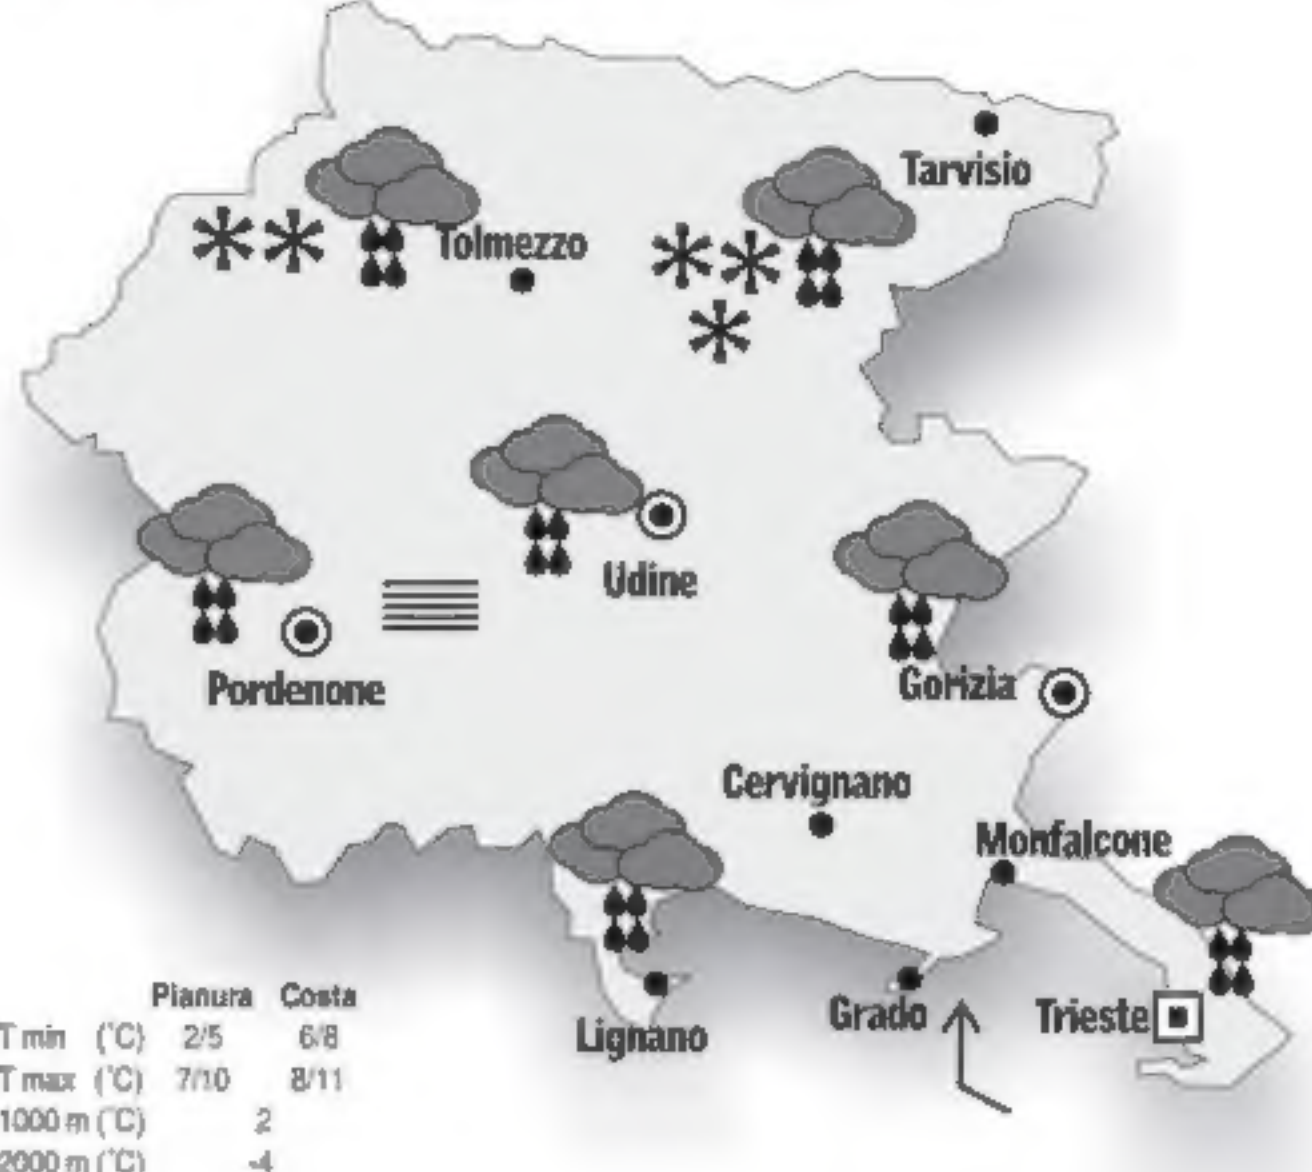 Tarvisio
Tolmezzo
Udine
Pordenone
Gorizia
Cervignano
Monfalcone
Grado
Trieste
Lignano
Pianura Costa
T min (°C) 2/5 6/8
T max (°C) 7/10 8/11
1000 m (°C) 2
2000 m (°C) -4